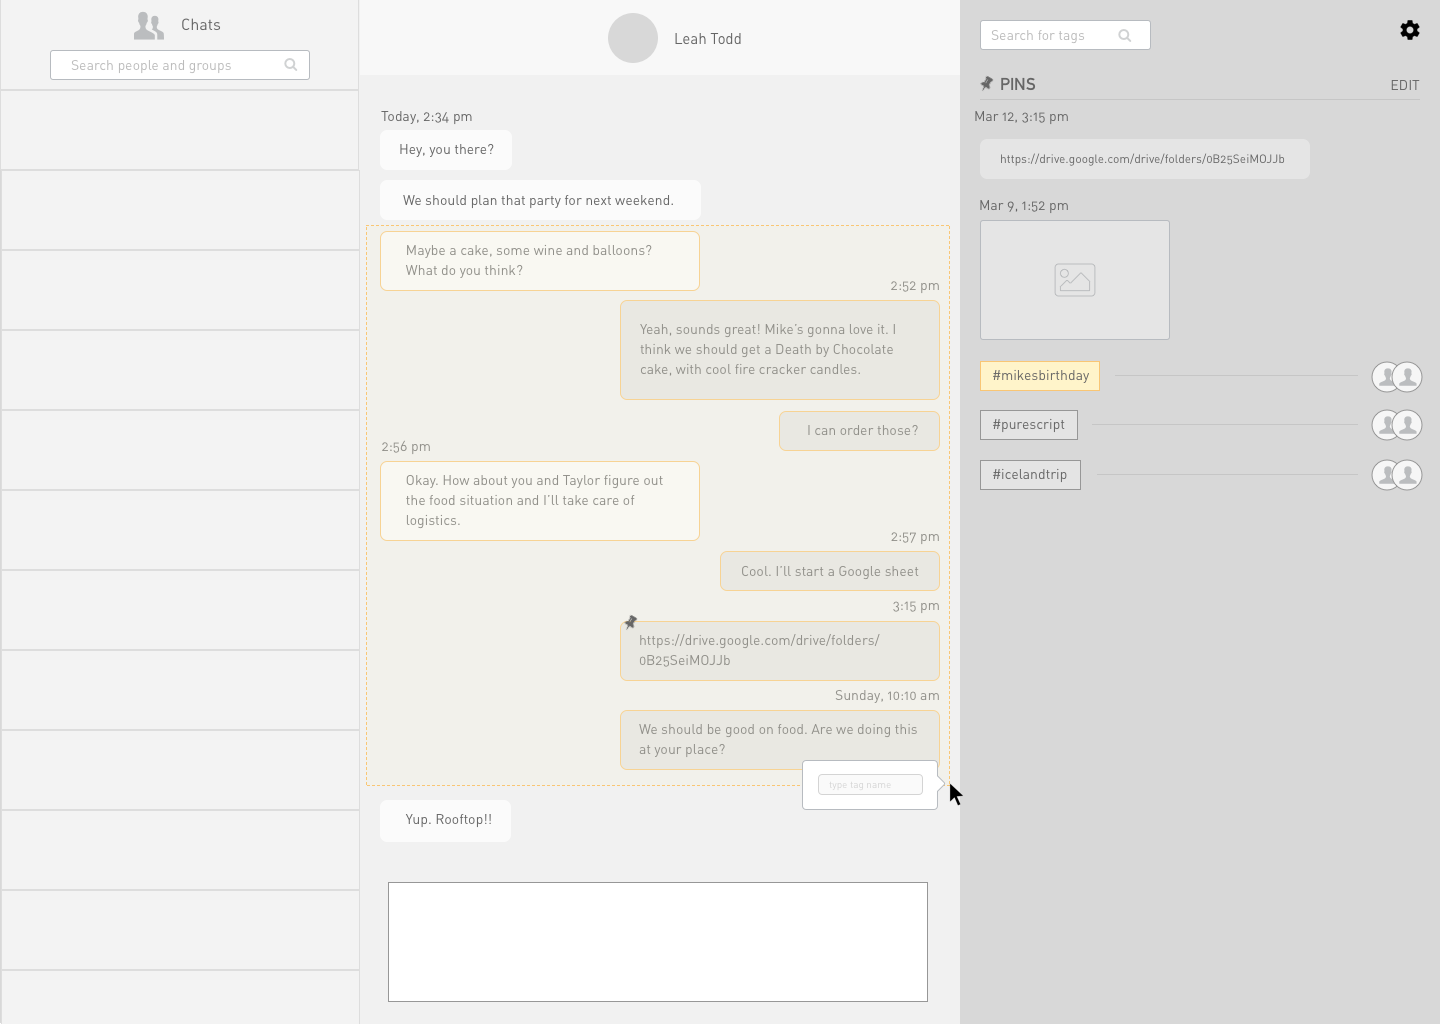 Chats
Search people and groups
Leah Todd
Today, 2:34 pm
Hey, you there?
We should plan that party for next weekend.
Maybe a cake, some wine and balloons?
What do you think?
2:52 pm
Yeah, sounds great! Mike’s gonna love it. I
think we should get a Death by Chocolate
cake, with cool fire cracker candles.
I can order those?
2:56 pm
Okay. How about you and Taylor figure out
the food situation and I’ll take care of
logistics.
2:57 pm
Cool. I’ll start a Google sheet
3:15 pm
https://drive.google.com/drive/folders/
0B25SeiMOJJb
Sunday, 10:10 am
We should be good on food. Are we doing this
at your place?
type tag name
Yup. Rooftop!!
Search for tags
PINS
EDIT
Mar 12, 3:15 pm
https://drive.google.com/drive/folders/0B25SeiMOJJb
Mar 9, 1:52 pm
#mikesbirthday
#purescript
#icelandtrip